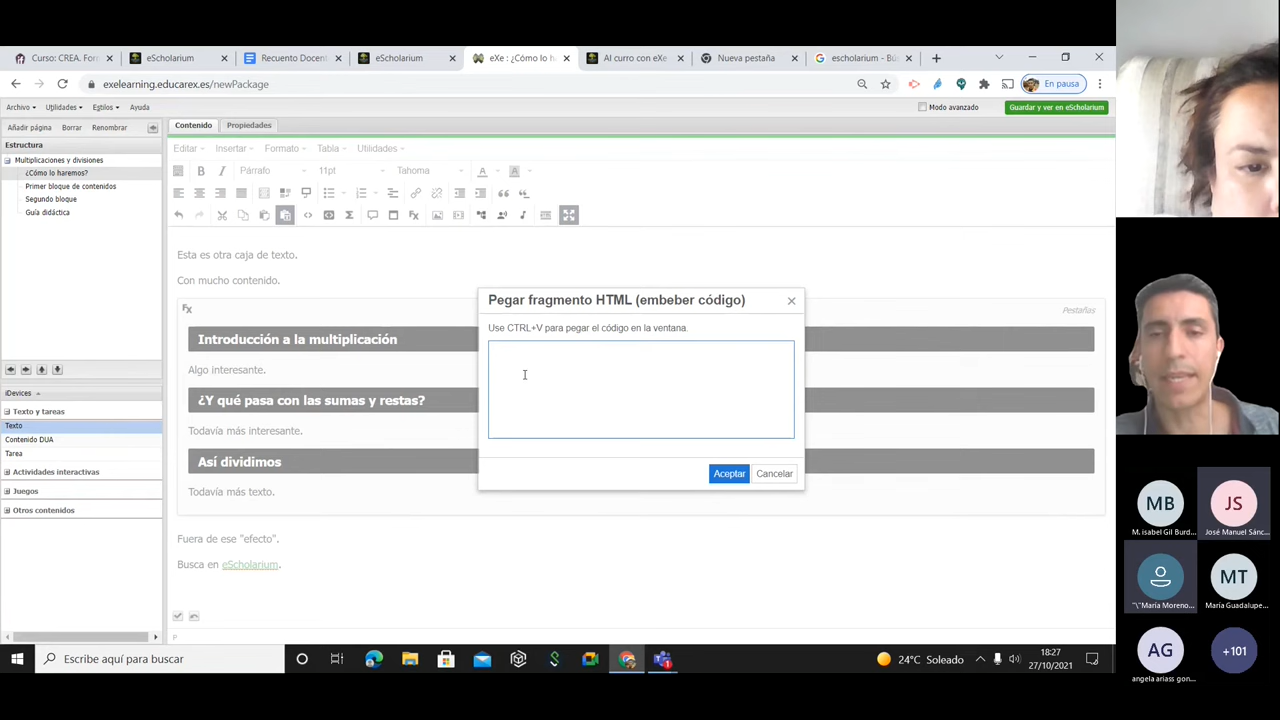 Curso: CREA. For
eScholarium
Recuento Docent
eScholarium
eXe : ¿Cómo lo h
Al curro con eXe
Nueva pestaña
escholarium - Bús
exelearning.educarex.es/newPackage
En pausa
Archivo
Utilidades
Estilos
Ayuda
Modo avanzado
Guardar y ver en eScholarium
Añadir página
Borrar
Renombrar
Estructura
Multiplicaciones y divisiones
¿Cómo lo haremos?
Primer bloque de contenidos
Segundo bloque
Guía didáctica
iDevices
Texto y tareas
Texto
Contenido DUA
Tarea
Actividades interactivas
Juegos
Otros contenidos
Contenido
Propiedades
Editar
Insertar
Formato
Tabla
Utilidades
B I Párrafo 11pt Tahoma A A
Esta es otra caja de texto.
Con mucho contenido.
Pestañas
Introducción a la multiplicación
Algo interesante.
¿Y qué pasa con las sumas y restas?
Todavía más interesante.
Así dividimos
Todavía más texto.
Fuera de ese "efecto".
Busca en eScholarium.
P
Pegar fragmento HTML (embeber código)
Use CTRL+V para pegar el código en la ventana.
Aceptar
Cancelar
Escribe aquí para buscar
24°C Soleado
18:27
27/10/2021
MB
M. isabel Gil Burd...
JS
José Manuel Sánc...
"\"María Moreno...
MT
María Guadalupe...
AG
angela ariass gon...
+101